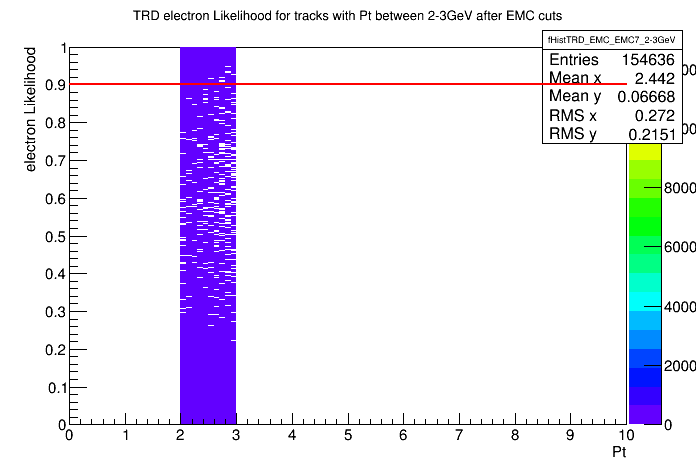 TRD electron Likelihood for tracks with Pt between 2-3GeV after EMC cuts
fHistTRD_EMC_EMC7_2-3GeV
Entries 154636
Mean x 2.442
Mean y 0.06668
RMS x 0.272
RMS y 0.2151
electron Likelihood
1
0.9
0.8
0.7
0.6
0.5
0.4
0.3
0.2
0.1
0
8000
6000
4000
2000
0
0 1 2 3 4 5 6 7 8 9 10
Pt